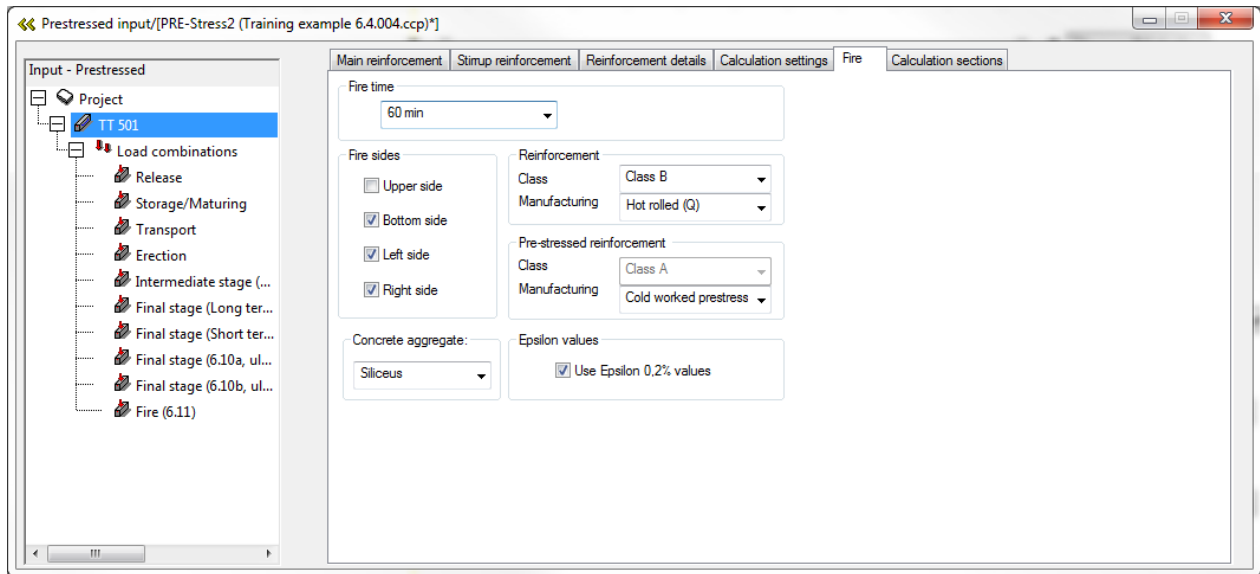 Prestressed input/[PRE-Stress2 (Training example 6.4.004.ccp)*]
Input - Prestressed
Project
TT 501
Load combinations
Release
Storage/Maturing
Transport
Erection
Intermediate stage (...
Final stage (Long ter...
Final stage (Short ter...
Final stage (6.10a, ul...
Final stage (6.10b, ul...
Fire (6.11)
Main reinforcement Stirrup reinforcement Reinforcement details Calculation settings Fire Calculation sections
Fire time
60 min
Fire sides
Upper side
Bottom side
Left side
Right side
Reinforcement
Class Class B
Manufacturing Hot rolled (Q)
Pre-stressed reinforcement
Class Class A
Manufacturing Cold worked prestress
Concrete aggregate:
Siliceus
Epsilon values
Use Epsilon 0,2% values